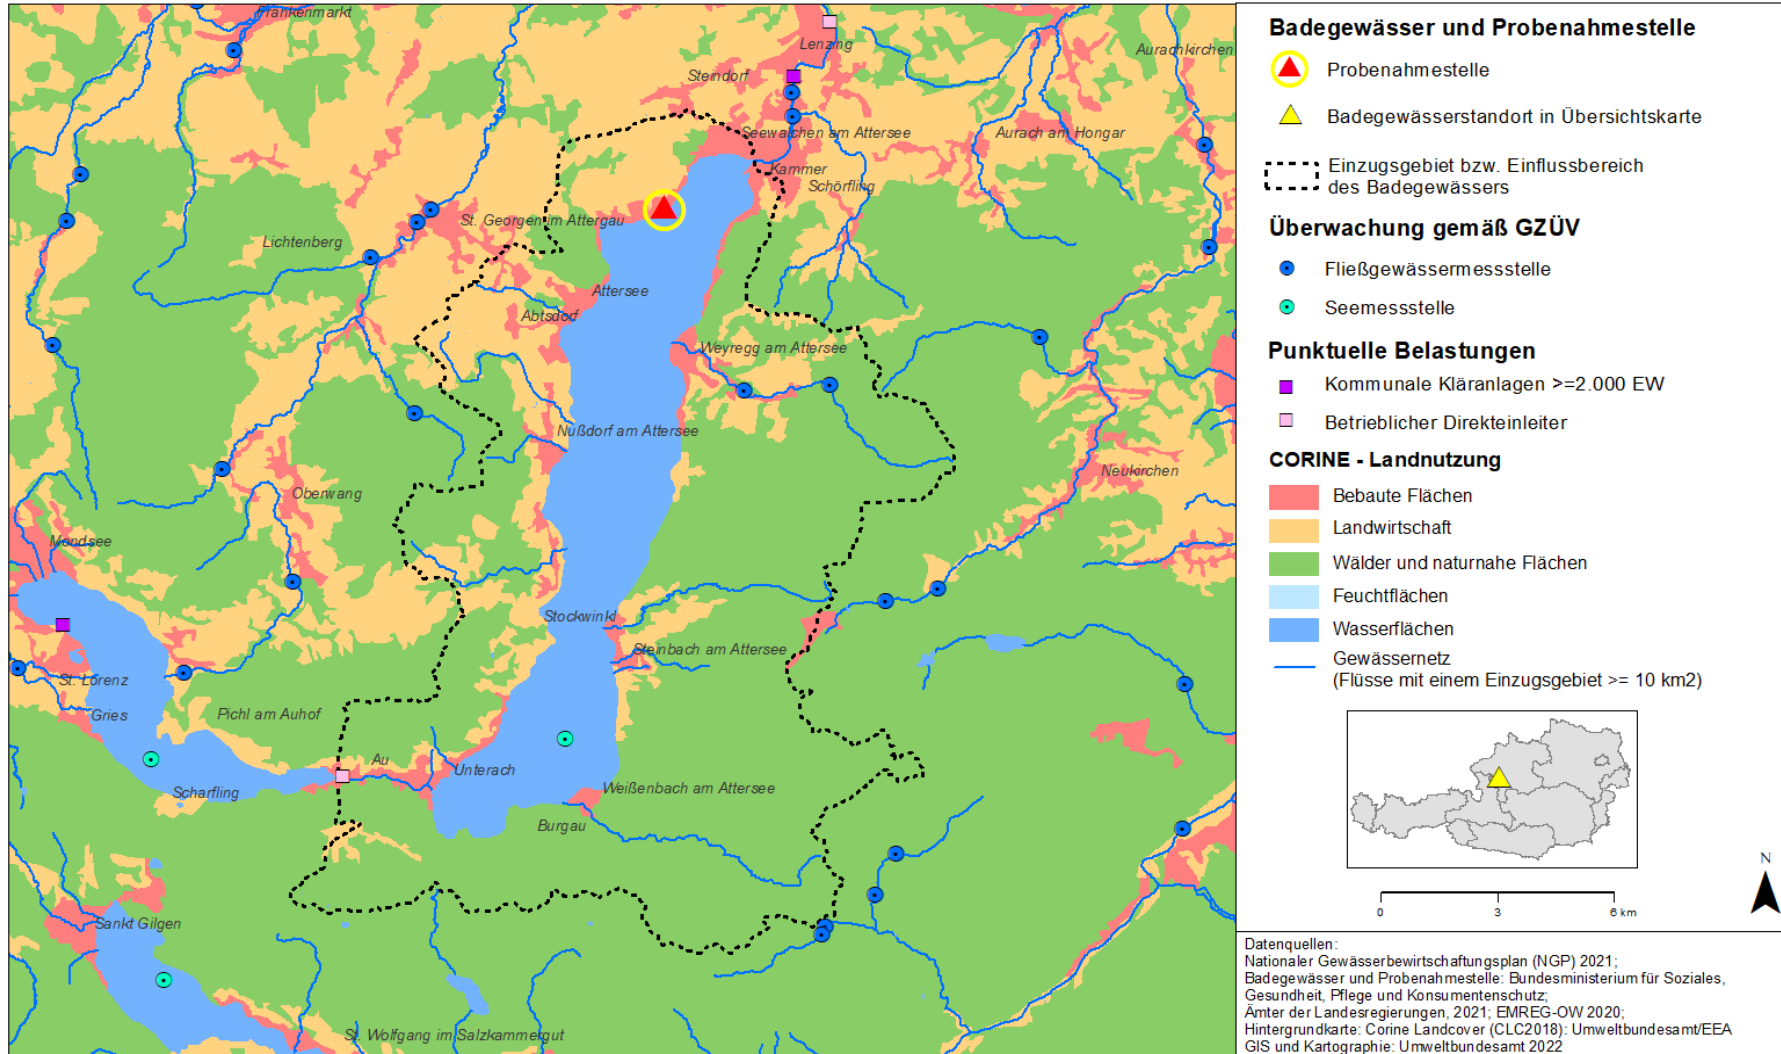 Frankenmarkt
Lenzing
Aurachkirchen
Steindorf
Seewalchen am Attersee
Aurach am Hongar
Kammer
Schörfling
St. Georgen im Attergau
Lichtenberg
Attersee
Abtsdorf
Weyregg am Attersee
Nußdorf am Attersee
Neukirchen
Oberwang
Mondsee
Stockwinkl
Steinbach am Attersee
St. Lorenz
Gries
Pichl am Auhof
Au
Unterach
Scharfling
Weißenbach am Attersee
Burgau
Sankt Gilgen
St. Wolfgang im Salzkammergut
Badegewässer und Probenahmestelle
Probenahmestelle
Badegewässerstandort in Übersichtskarte
Einzugsgebiet bzw. Einflussbereich
des Badegewässers
Überwachung gemäß GZÜV
Fließgewässermessstelle
Seemessstelle
Punktuelle Belastungen
Kommunale Kläranlagen >=2.000 EW
Betrieblicher Direkteinleiter
CORINE - Landnutzung
Bebaute Flächen
Landwirtschaft
Wälder und naturnahe Flächen
Feuchtflächen
Wasserflächen
Gewässernetz
(Flüsse mit einem Einzugsgebiet >= 10 km2)
N
0 3 6 km
Datenquellen:
Nationaler Gewässerbewirtschaftungsplan (NGP) 2021;
Badegewässer und Probenahmestelle: Bundesministerium für Soziales,
Gesundheit, Pflege und Konsumentenschutz;
Ämter der Landesregierungen, 2021; EMREG-OW 2020;
Hintergrundkarte: Corine Landcover (CLC2018): Umweltbundesamt/EEA
GIS und Kartographie: Umweltbundesamt 2022